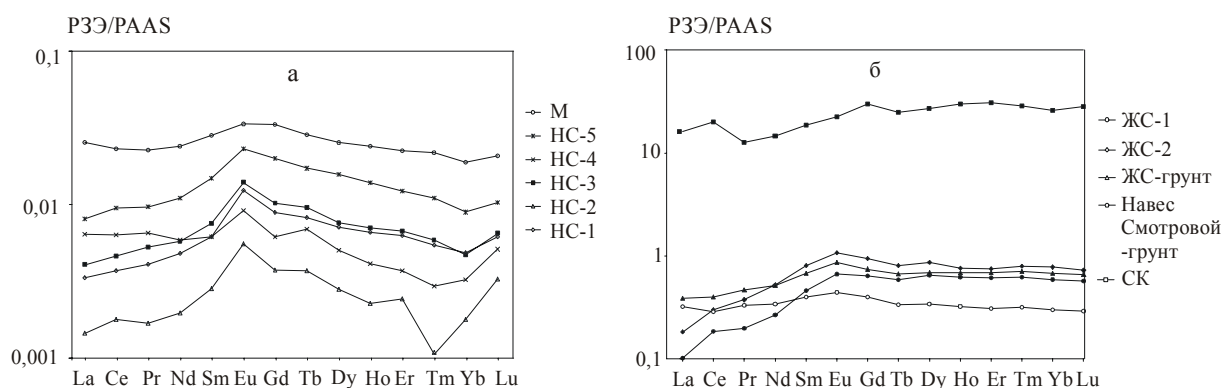 РЗЭ/PAAS
0,1
0,01
0,001
а
La Ce Pr Nd Sm Eu Gd Tb Dy Ho Er Tm Yb Lu
М
НС-5
НС-4
НС-3
НС-2
НС-1
РЗЭ/PAAS
100
10
1
0,1
б
La Ce Pr Nd Sm Eu Gd Tb Dy Ho Er Tm Yb Lu
ЖС-1
ЖС-2
ЖС-грунт
Навес
Смотровой
-грунт
СК